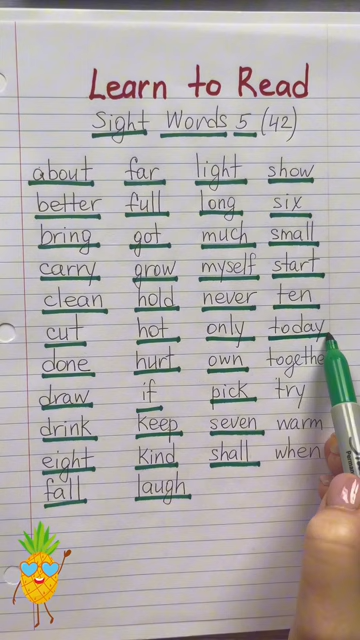 Learn to Read
Sight Words 5 (42)
about far light show
better full long six
bring got much small
carry grow myself start
clean hold never ten
cut hot only today
done hurt own togethe
draw if pick try
drink keep seven warm
eight kind shall when
fall laugh